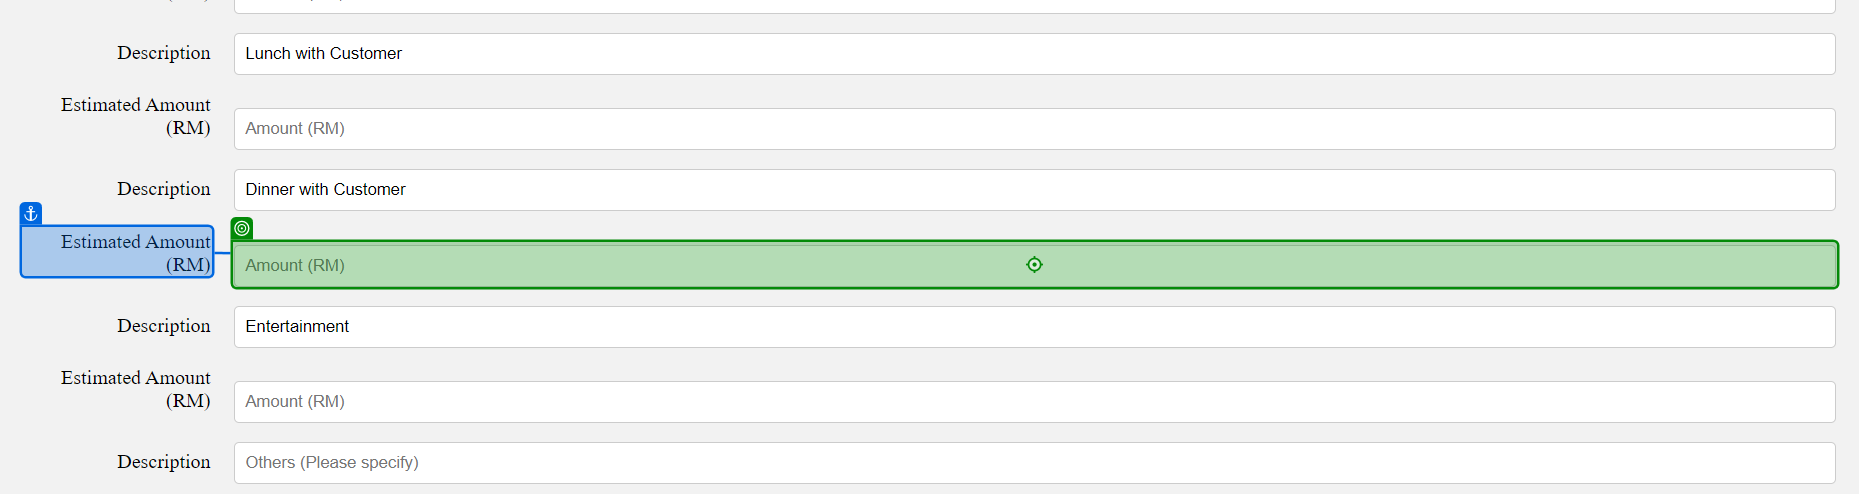 Description Lunch with Customer
Estimated Amount
(RM) Amount (RM)
Description Dinner with Customer
Estimated Amount
(RM) Amount (RM)
Description Entertainment
Estimated Amount
(RM) Amount (RM)
Description Others (Please specify)